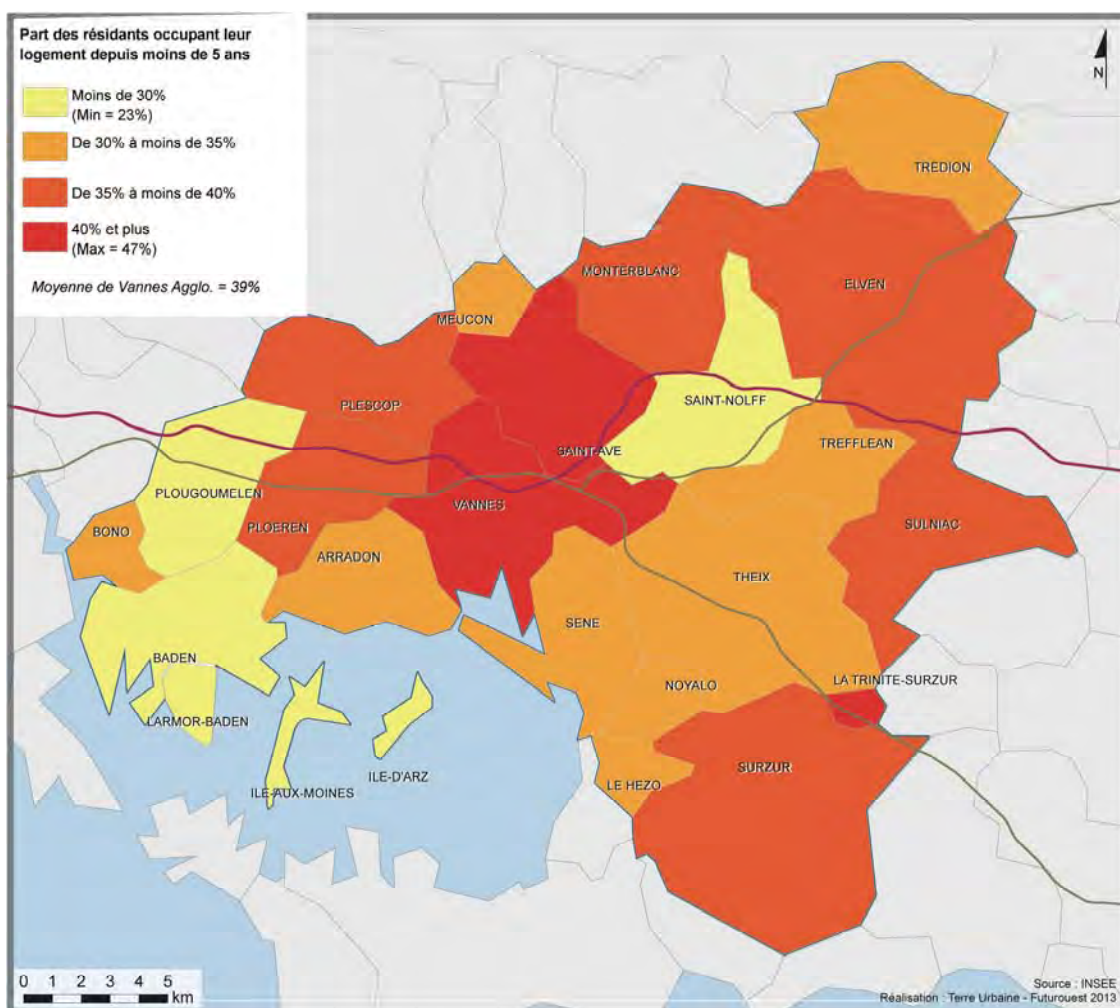 Part des résidants occupant leur
logement depuis moins de 5 ans
Moins de 30%
(Min = 23%)
De 30% à moins de 35%
De 35% à moins de 40%
40% et plus
(Max = 47%)
Moyenne de Vannes Agglo. = 39%
N
TREDION
MONTERBLANC
ELVEN
MEUCON
PLESCOP
SAINT-NOLFF
TREFFLEAN
SAINT-AVE
PLOUGOUMELEN
VANNES
BONO
PLOEREN
SULNIAC
ARRADON
THEIX
SENE
BADEN
NOYALO
LA TRINITE-SURZUR
LARMOR-BADEN
SURZUR
ILE-D'ARZ
LE HEZO
ILE-AUX-MOINES
0 1 2 3 4 5
km
Source : INSEE
Réalisation : Terre Urbaine - Futurouest 2013